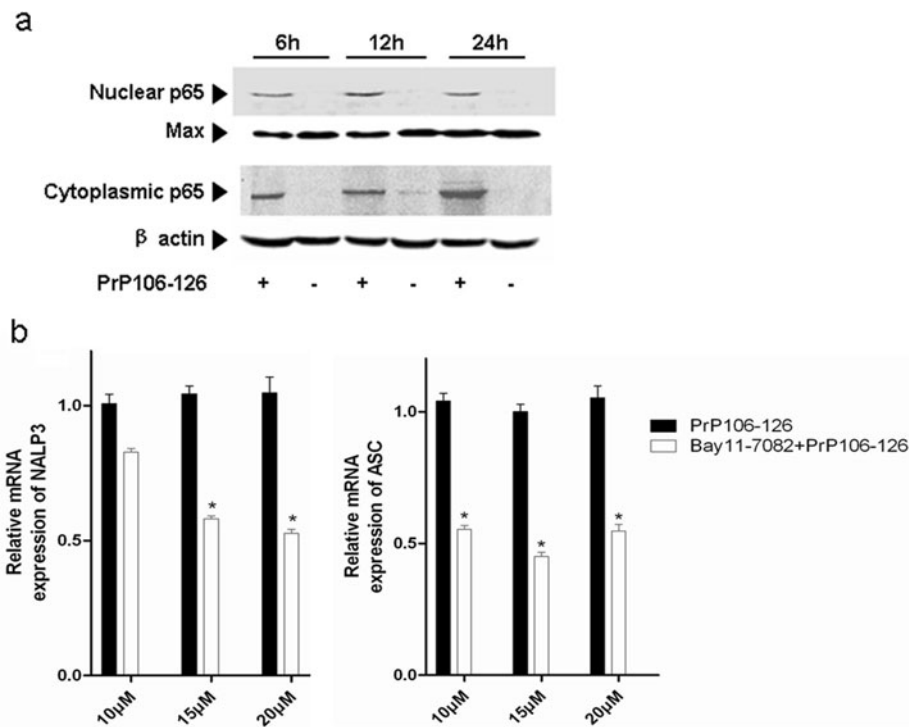 a
6h 12h 24h
Nuclear p65
Max
Cytoplasmic p65
β actin
PrP106-126 + - + - + -
b
Relative mRNA
expression of NALP3
1.0
0.5
0.0
*
*
10μM 15μM 20μM
Relative mRNA
expression of ASC
1.0
0.5
0.0
*
*
*
10μM 15μM 20μM
PrP106-126
Bay11-7082+PrP106-126